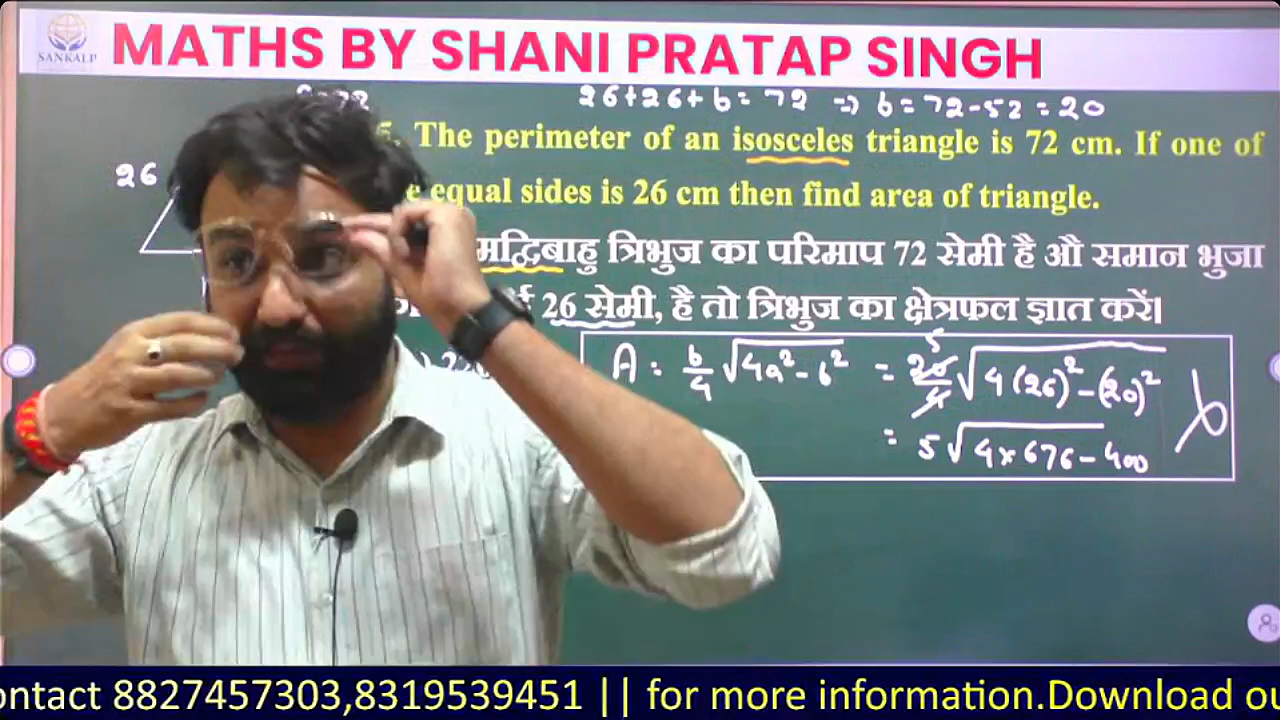 SANKALP
MATHS BY SHANI PRATAP SINGH
26+26+b=72 => b=72-52=20
The perimeter of an isosceles triangle is 72 cm. If one of
equal sides is 26 cm then find area of triangle.
26
त्रिभुज का परिमाप 72 सेमी है औ समान भुजा
26 सेमी, है तो त्रिभुज का क्षेत्रफल ज्ञात करें।
A = b/4 √4a²-b² = 20/4 5 √4(26)²-(20)²
= 5√4×676-400
8827457303,8319539451 || for more information.Download